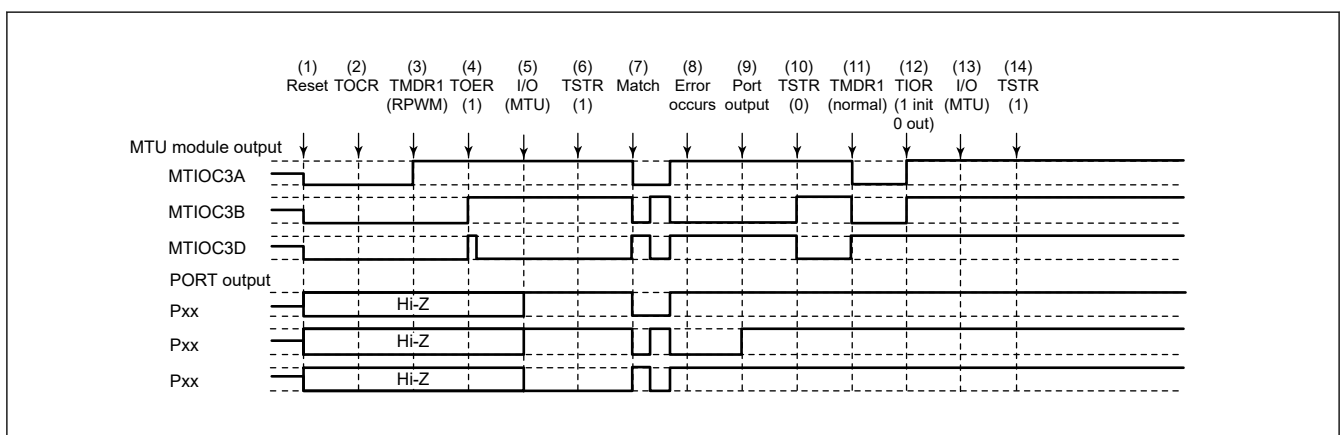 (1) (2) (3) (4) (5) (6) (7) (8) (9) (10) (11) (12) (13) (14)
Reset TOCR TMDR1 TOER I/O TSTR Match Error Port TSTR TMDR1 TIOR I/O TSTR
(RPWM) (1) (MTU) (1) occurs output (0) (normal) (1 init (MTU) (1)
0 out)
MTU module output
MTIOC3A
MTIOC3B
MTIOC3D
PORT output
Pxx Hi-Z
Pxx Hi-Z
Pxx Hi-Z